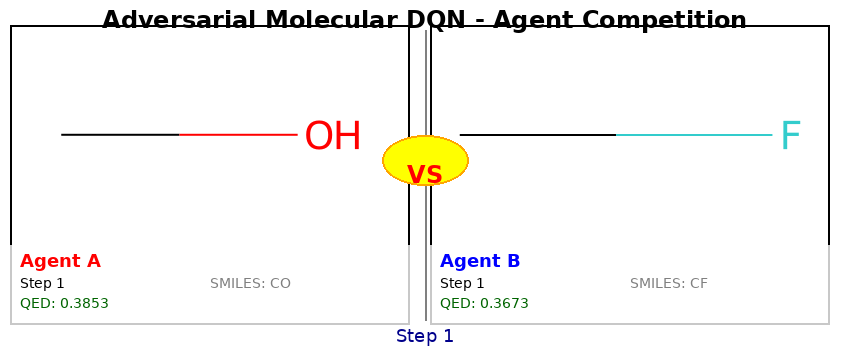 Adversarial Molecular DQN - Agent Competition
OH
F
VS
Agent A
Step 1
SMILES: CO
QED: 0.3853
Agent B
Step 1
SMILES: CF
QED: 0.3673
Step 1